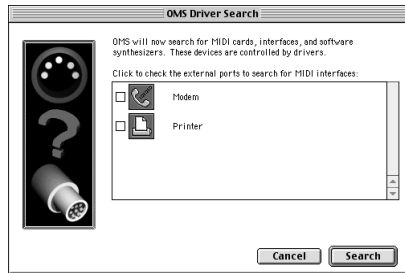 OMS Driver Search
OMS will now search for MIDI cards, interfaces, and software
synthesizers. These devices are controlled by drivers.
Click to check the external ports to search for MIDI interfaces:
Modem
Printer
Cancel
Search